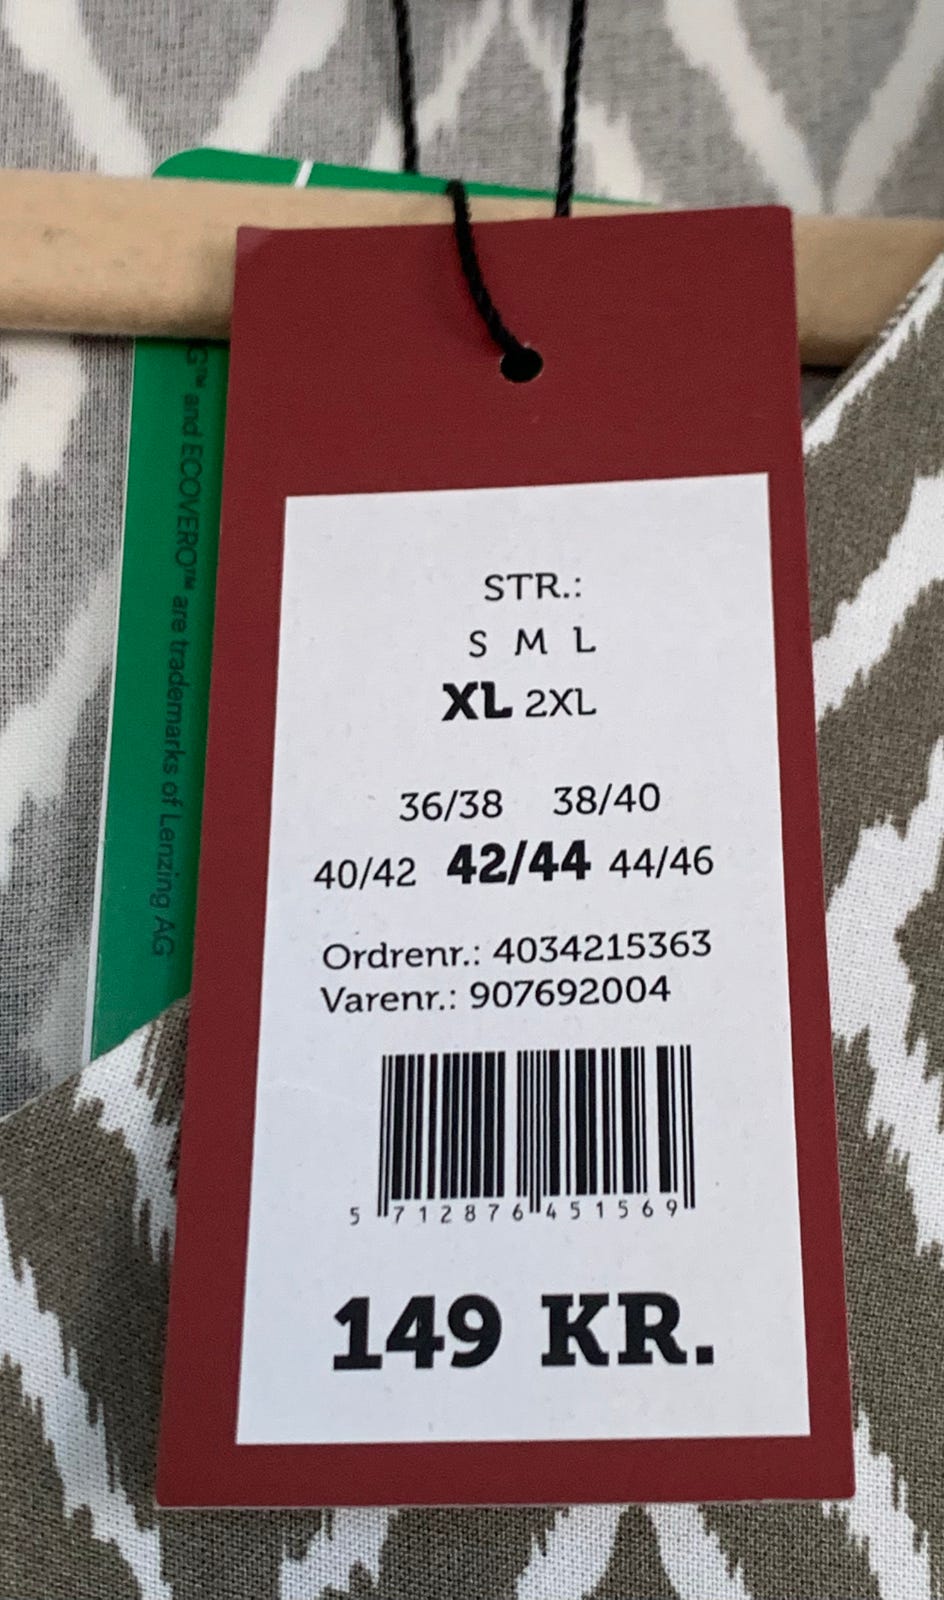 G™ and ECOVERO™ are trademarks of Lenzing AG
STR.:
S M L
XL 2XL
36/38 38/40
40/42 42/44 44/46
Ordrenr.: 4034215363
Varenr.: 907692004
5 712876 451569
149 KR.